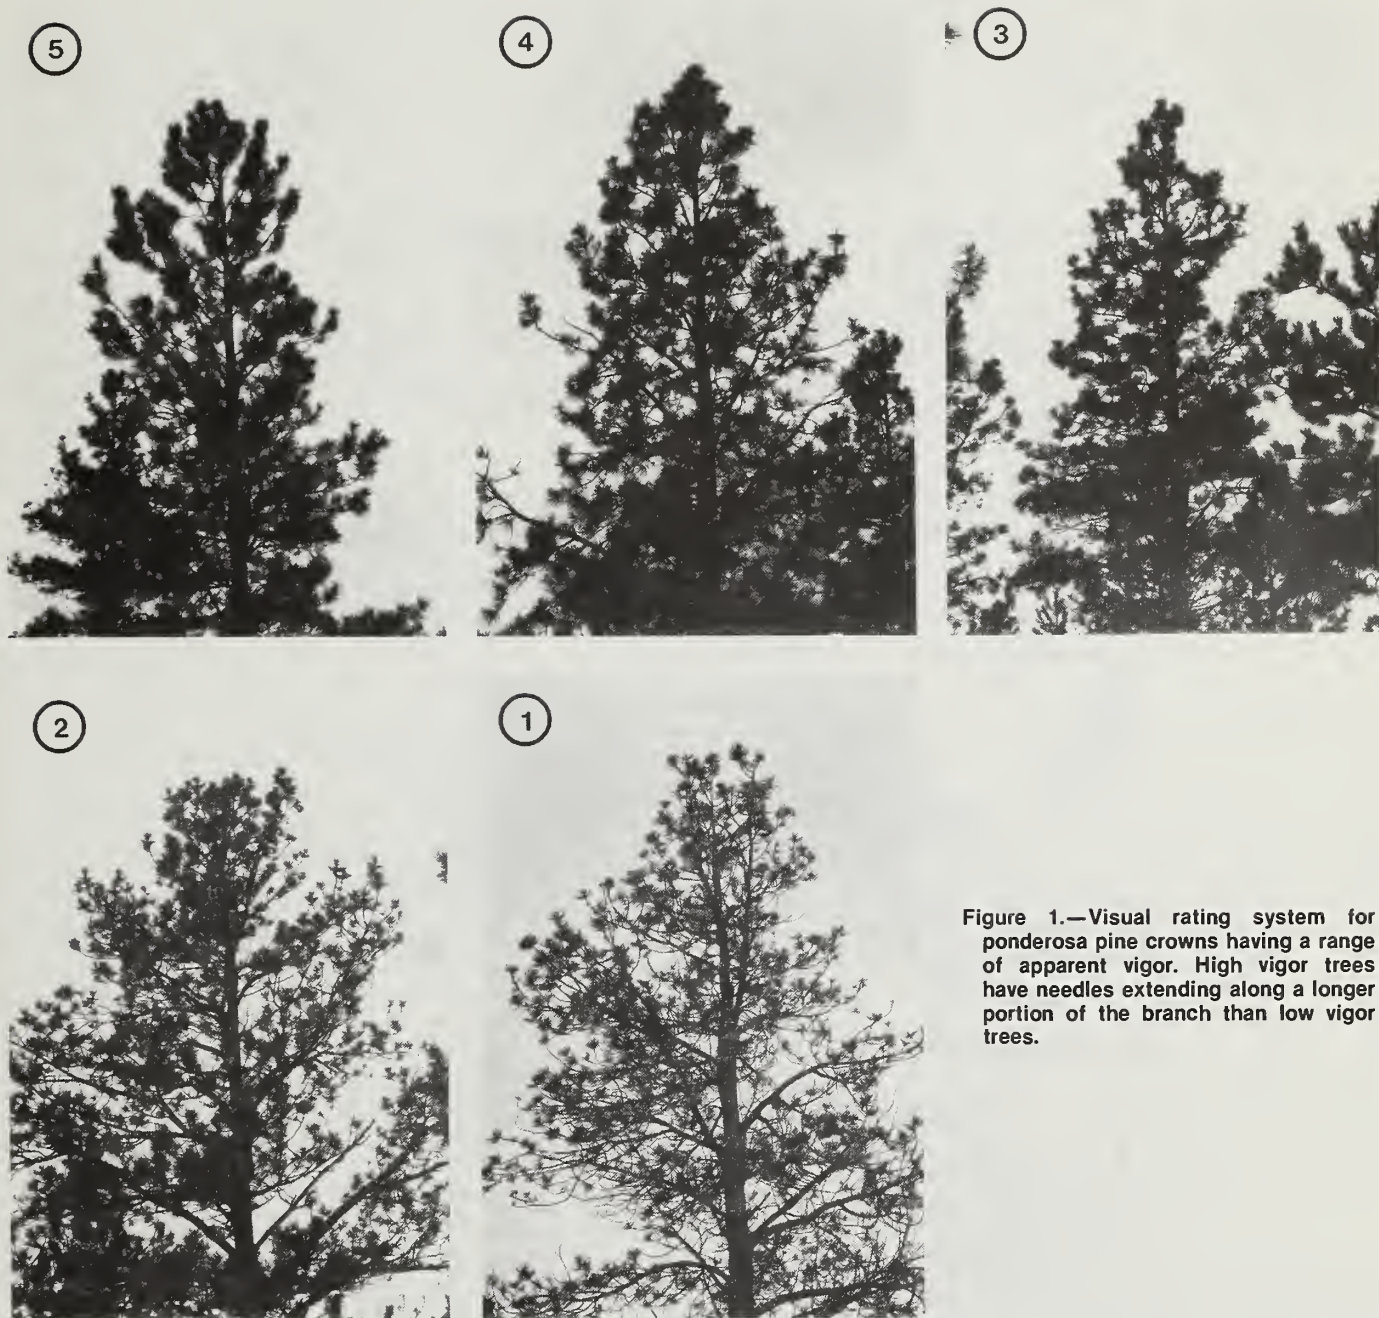 5
4
3
2
1
Figure 1.—Visual rating system for
ponderosa pine crowns having a range
of apparent vigor. High vigor trees
have needles extending along a longer
portion of the branch than low vigor
trees.